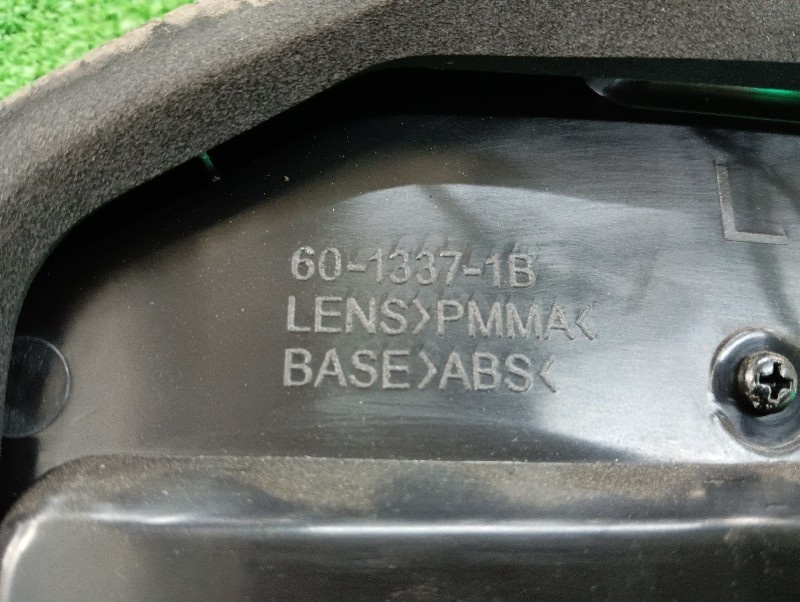 60-1337-1B
LENS>PMMA<
BASE>ABS<
L